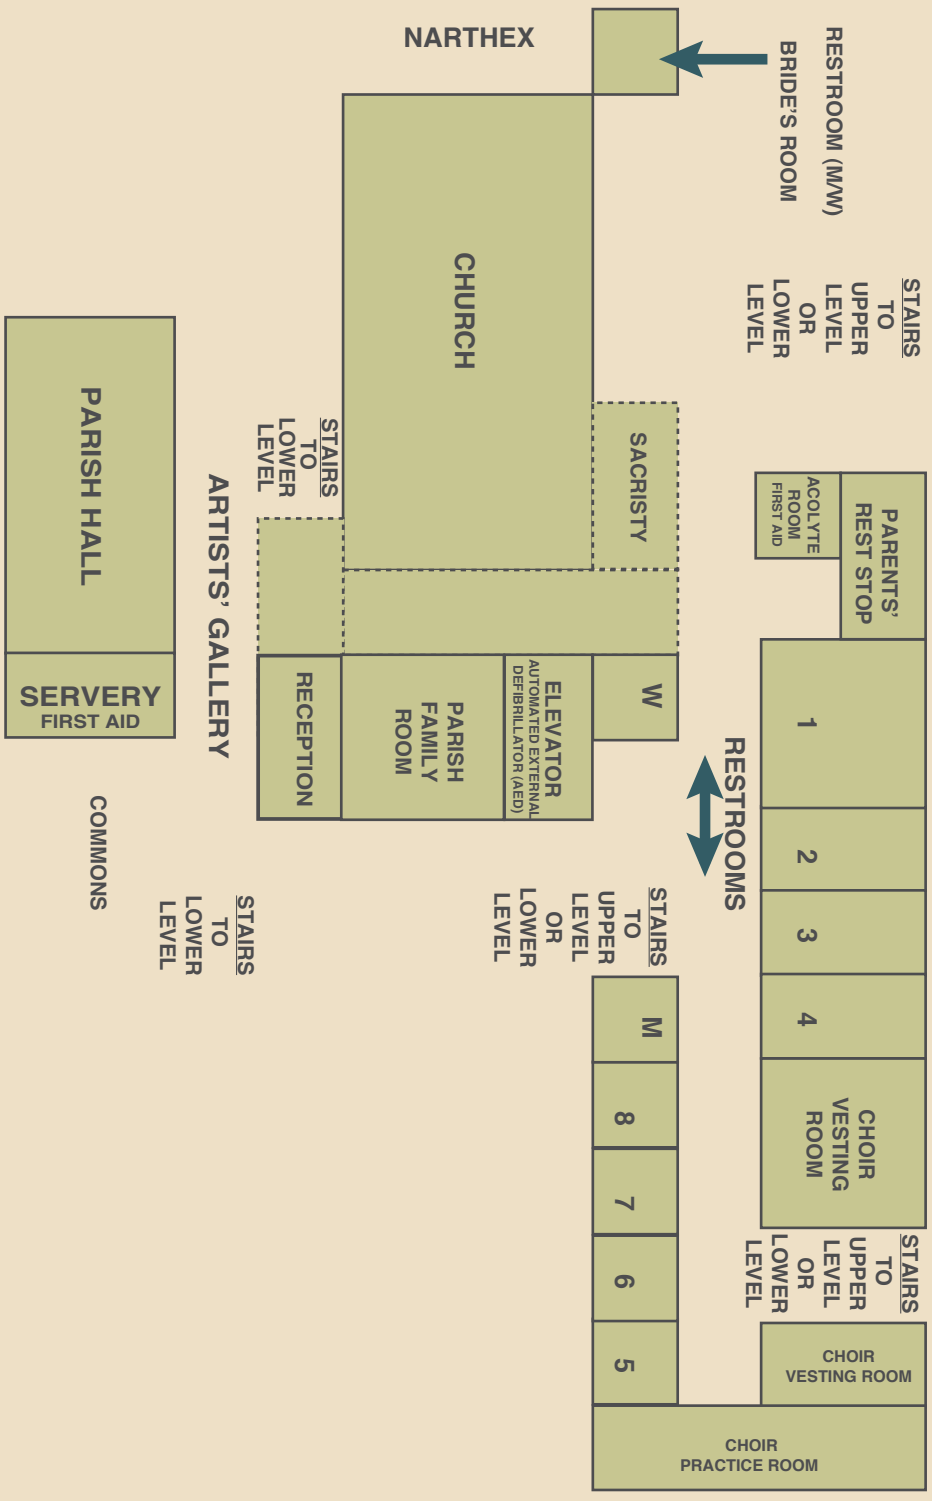 NARTHEX
RESTROOM (M/W)
BRIDE'S ROOM
STAIRS
TO
UPPER
LEVEL
OR
LOWER
LEVEL
CHURCH
SACRISTY
STAIRS
TO
LOWER
LEVEL
PARENTS'
REST STOP
ACOLYTE
ROOM
FIRST AID
PARISH HALL
SERVERY
FIRST AID
ARTISTS' GALLERY
RECEPTION
PARISH
FAMILY
ROOM
ELEVATOR
AUTOMATED EXTERNAL
DEFIBRILLATOR (AED)
W
RESTROOMS
1
2
3
4
CHOIR
VESTING
ROOM
COMMONS
STAIRS
TO
LOWER
LEVEL
STAIRS
TO
UPPER
LEVEL
OR
LOWER
LEVEL
M
8
7
6
5
STAIRS
TO
UPPER
LEVEL
OR
LOWER
LEVEL
CHOIR
VESTING ROOM
CHOIR
PRACTICE ROOM